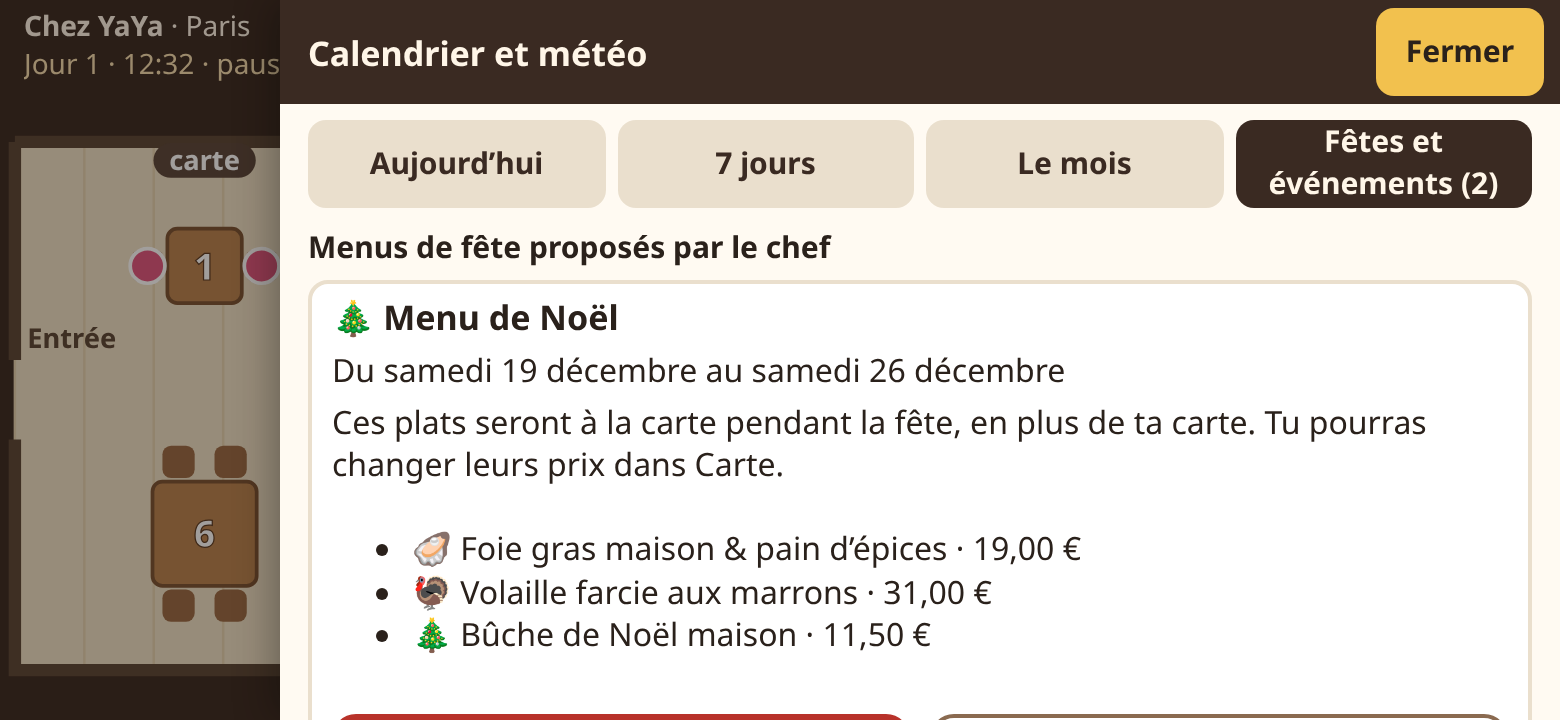 Chez YaYa · Paris
Jour 1 · 12:32 · paus
carte
1
Entrée
6
Calendrier et météo
Fermer
Aujourd’hui
7 jours
Le mois
Fêtes et
événements (2)
Menus de fête proposés par le chef
🎄 Menu de Noël
Du samedi 19 décembre au samedi 26 décembre
Ces plats seront à la carte pendant la fête, en plus de ta carte. Tu pourras
changer leurs prix dans Carte.
• 🦪 Foie gras maison & pain d’épices · 19,00 €
• 🦃 Volaille farcie aux marrons · 31,00 €
• 🎄 Bûche de Noël maison · 11,50 €